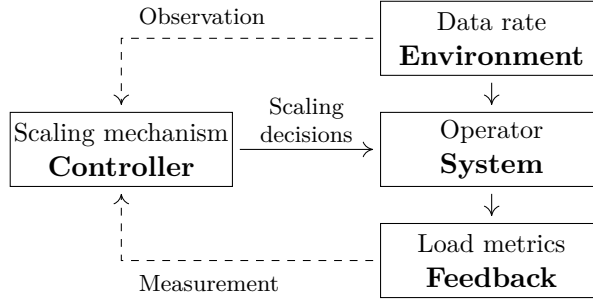 Observation
Data rate
Environment
Scaling mechanism
Controller
Scaling
decisions
Operator
System
Load metrics
Feedback
Measurement